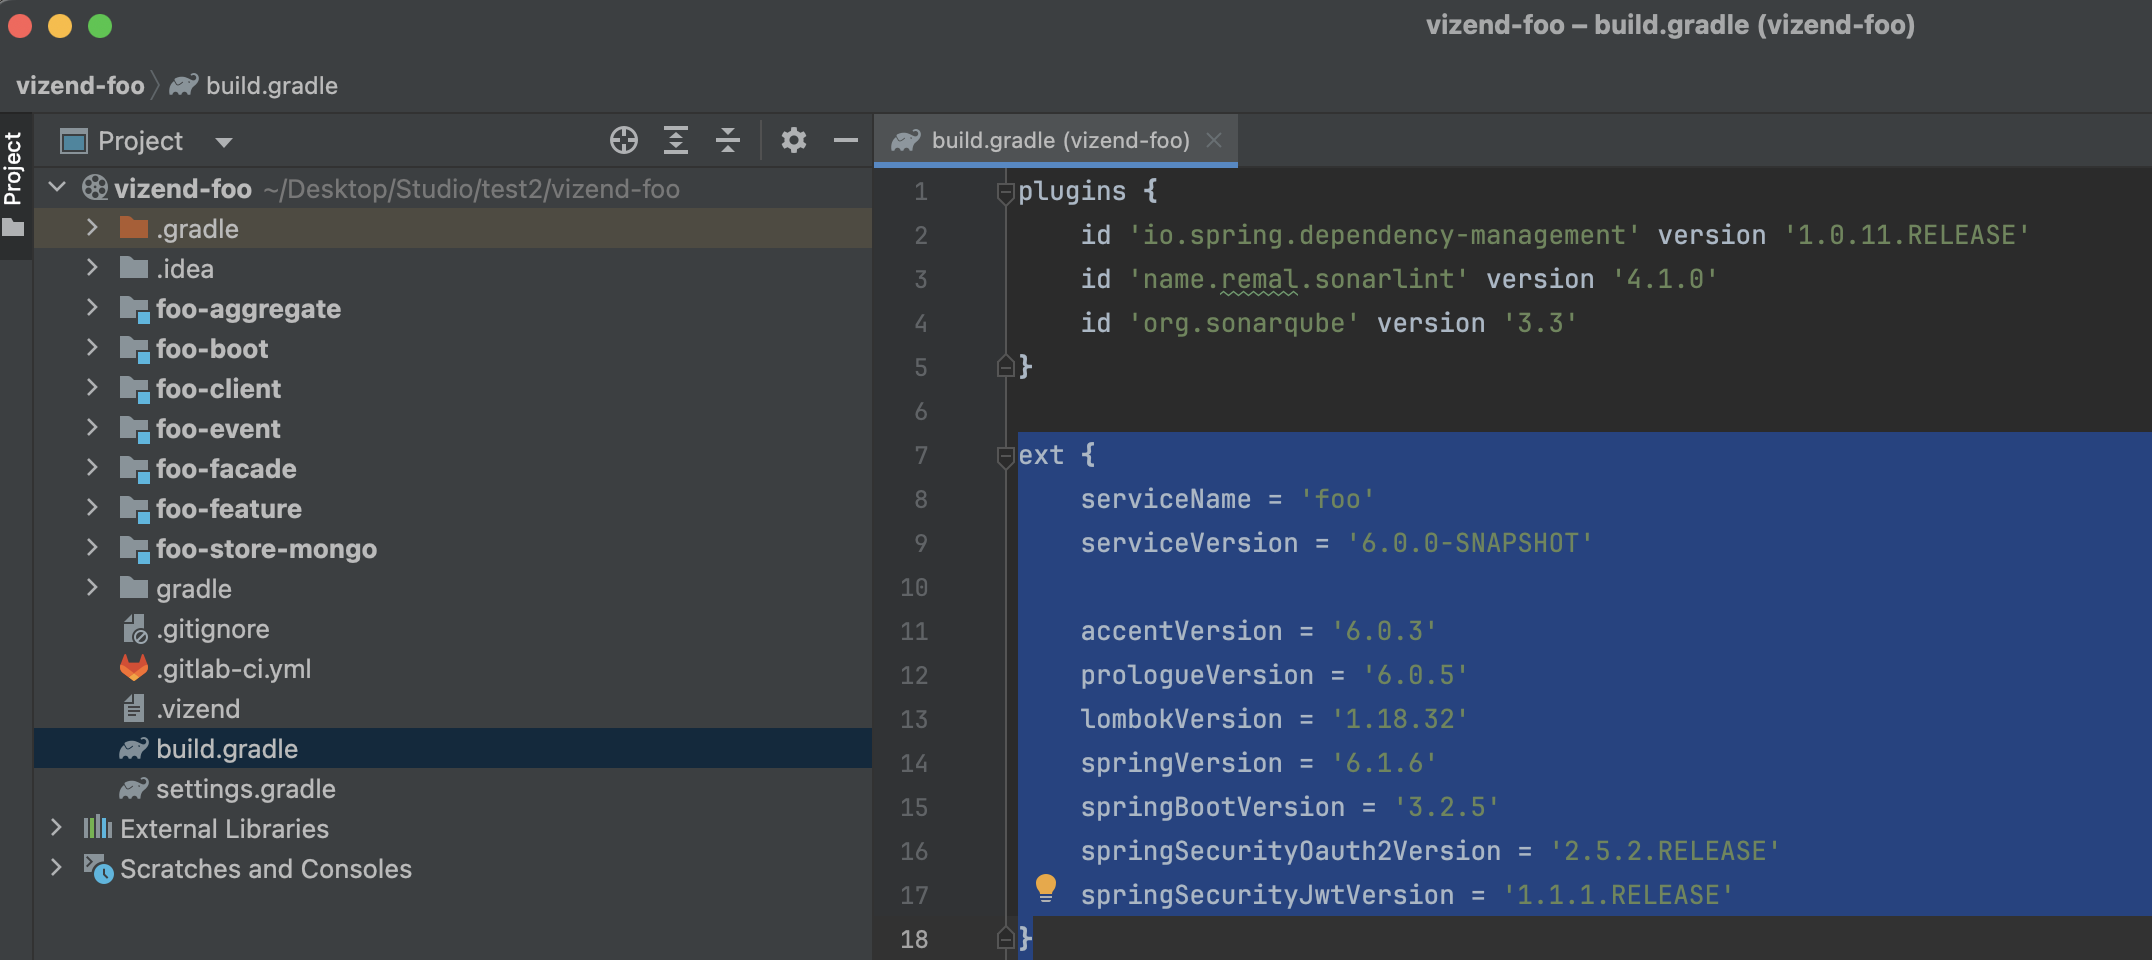 vizend-foo – build.gradle (vizend-foo)
vizend-foo build.gradle
Project
Project
vizend-foo ~/Desktop/Studio/test2/vizend-foo
.gradle
.idea
foo-aggregate
foo-boot
foo-client
foo-event
foo-facade
foo-feature
foo-store-mongo
gradle
.gitignore
.gitlab-ci.yml
.vizend
build.gradle
settings.gradle
External Libraries
Scratches and Consoles
build.gradle (vizend-foo)
1 plugins {
2 id 'io.spring.dependency-management' version '1.0.11.RELEASE'
3 id 'name.remal.sonarlint' version '4.1.0'
4 id 'org.sonarqube' version '3.3'
5 }
6
7 ext {
8 serviceName = 'foo'
9 serviceVersion = '6.0.0-SNAPSHOT'
10
11 accentVersion = '6.0.3'
12 prologueVersion = '6.0.5'
13 lombokVersion = '1.18.32'
14 springVersion = '6.1.6'
15 springBootVersion = '3.2.5'
16 springSecurityOauth2Version = '2.5.2.RELEASE'
17 springSecurityJwtVersion = '1.1.1.RELEASE'
18 }